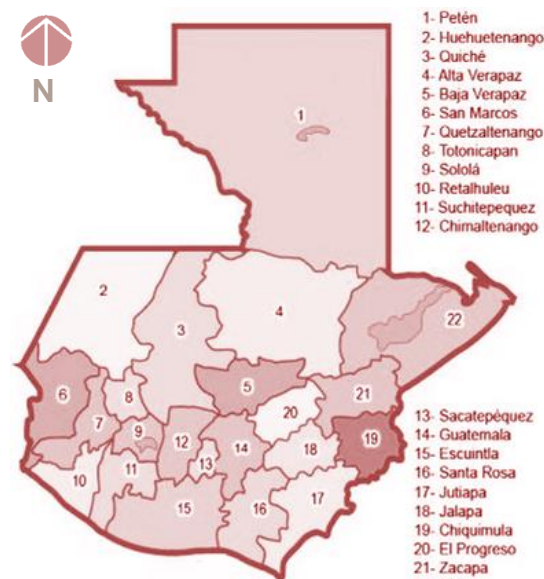 N
1- Petén
2- Huehuetenango
3- Quiché
4- Alta Verapaz
5- Baja Verapaz
6- San Marcos
7- Quetzaltenango
8- Totonicapan
9- Sololá
10- Retalhuleu
11- Suchitepequez
12- Chimaltenango
1
2
3
4
22
6
8
5
21
7
9
12
14
20
19
13
18
10
11
15
16
17
13- Sacatepéquez
14- Guatemala
15- Escuintla
16- Santa Rosa
17- Jutiapa
18- Jalapa
19- Chiquimula
20- El Progreso
21- Zacapa